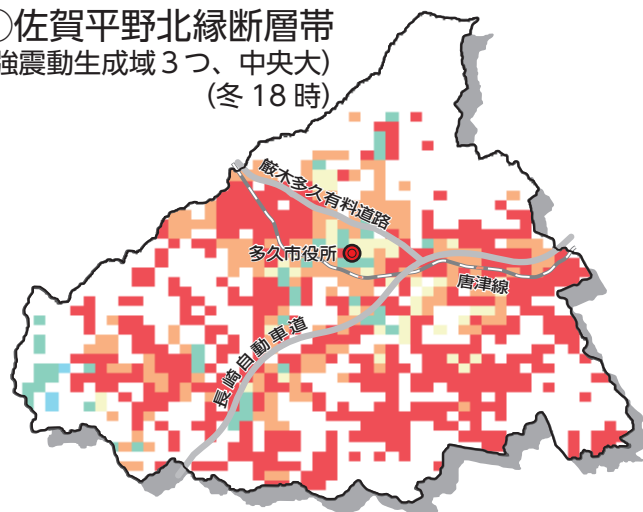 佐賀平野北縁断層帯
強震動生成域3つ、中央大)
(冬 18 時)
厳木多久有料道路
多久市役所
唐津線
長崎自動車道